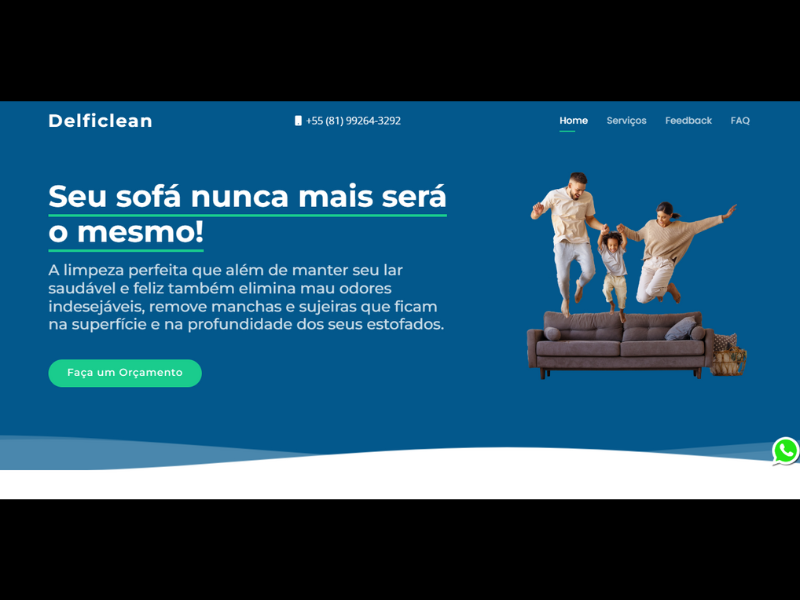 Delficlean
+55 (81) 99264-3292
Home
Serviços
Feedback
FAQ
Seu sofá nunca mais será
o mesmo!
A limpeza perfeita que além de manter seu lar
saudável e feliz também elimina mau odores
indesejáveis, remove manchas e sujeiras que ficam
na superfície e na profundidade dos seus estofados.
Faça um Orçamento